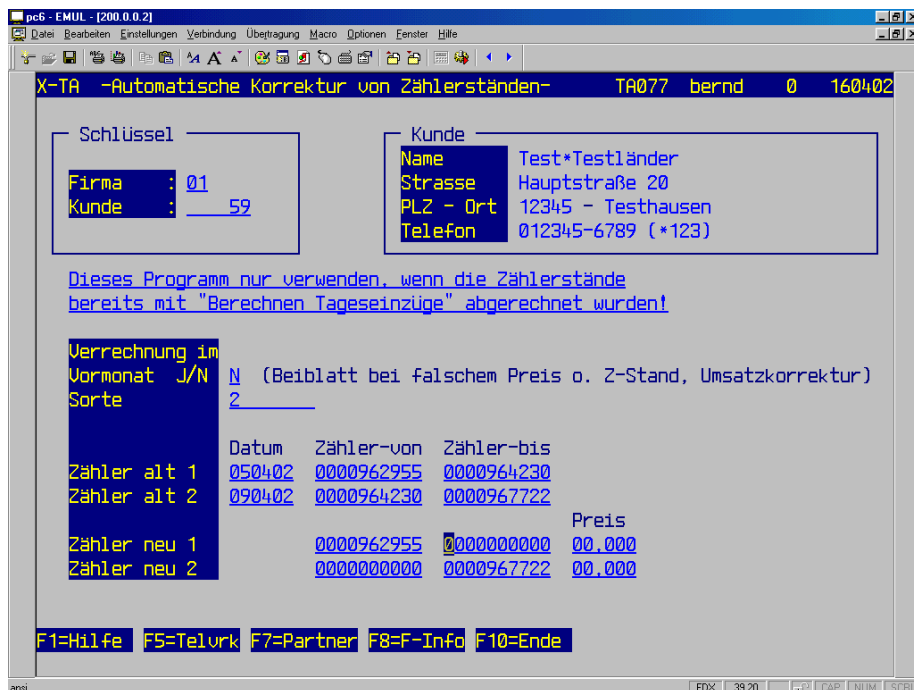 pc6 - EMUL - [200.0.0.2]
Datei Bearbeiten Einstellungen Verbindung Übertragung Macro Optionen Fenster Hilfe
X-TA -Automatische Korrektur von Zählerständen- TA077 bernd 0 160402
Schlüssel
Firma : 01
Kunde : 59
Kunde
Name Test*Testländer
Strasse Hauptstraße 20
PLZ - Ort 12345 - Testhausen
Telefon 012345-6789 (*123)
Dieses Programm nur verwenden, wenn die Zählerstände
bereits mit "Berechnen Tageseinzüge" abgerechnet wurden!
Verrechnung im
Vormonat J/N N (Beiblatt bei falschem Preis o. Z-Stand, Umsatzkorrektur)
Sorte 2
Datum Zähler-von Zähler-bis
Zähler alt 1 050402 0000962955 0000964230
Zähler alt 2 090402 0000964230 0000967722
Preis
Zähler neu 1 0000962955 0000000000 00,000
Zähler neu 2 0000000000 0000967722 00,000
F1=Hilfe F5=Telvrk F7=Partner F8=F-Info F10=Ende
ansi FDX 39,20 CAP NUM SCRL